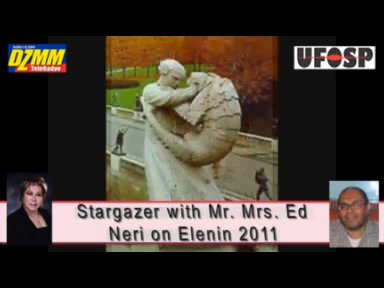 DZMM
TeleRadyo
UFOSP
Stargazer with Mr. Mrs. Ed
Neri on Elenin 2011